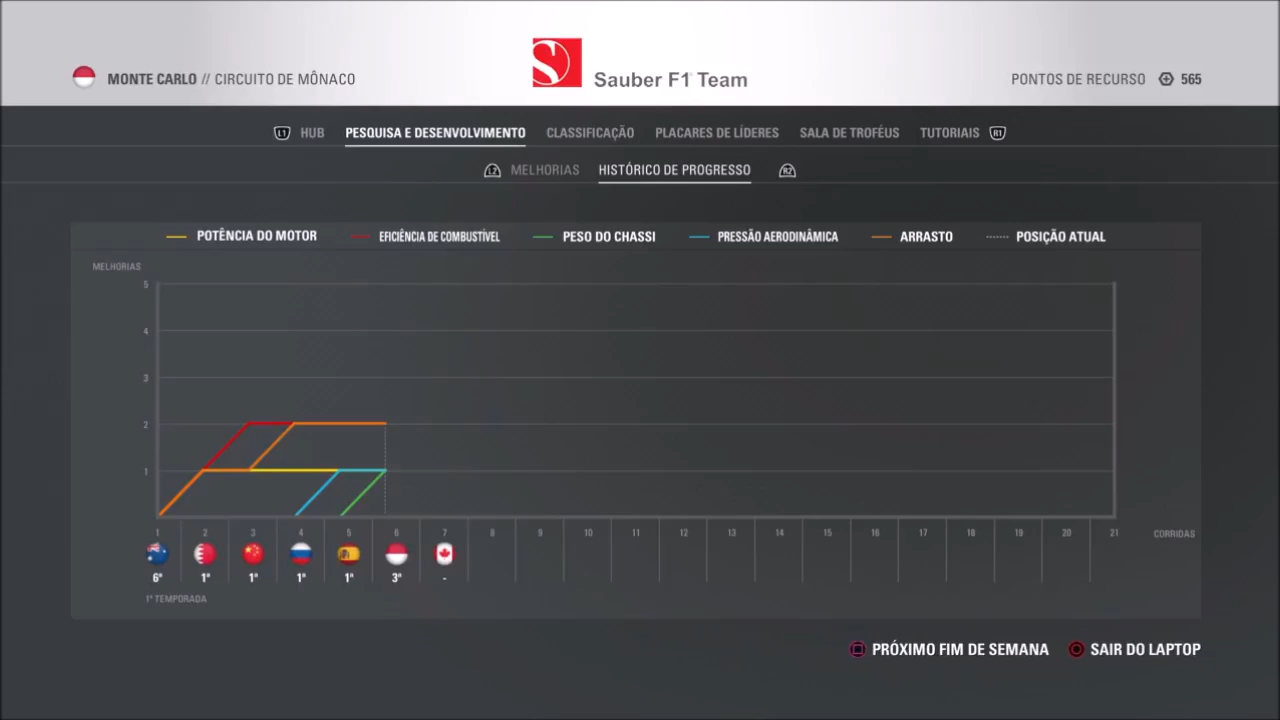 MONTE CARLO // CIRCUITO DE MÔNACO
S Sauber F1 Team
PONTOS DE RECURSO 565
L1 HUB PESQUISA E DESENVOLVIMENTO CLASSIFICAÇÃO PLACARES DE LÍDERES SALA DE TROFÉUS TUTORIAIS R1
L2 MELHORIAS HISTÓRICO DE PROGRESSO R2
POTÊNCIA DO MOTOR EFICIÊNCIA DE COMBUSTÍVEL PESO DO CHASSI PRESSÃO AERODINÂMICA ARRASTO POSIÇÃO ATUAL
MELHORIAS
5
4
3
2
1
1 2 3 4 5 6 7 8 9 10 11 12 13 14 15 16 17 18 19 20 21 CORRIDAS
6º 1º 1º 1º 1º 3º -
1ª TEMPORADA
PRÓXIMO FIM DE SEMANA SAIR DO LAPTOP